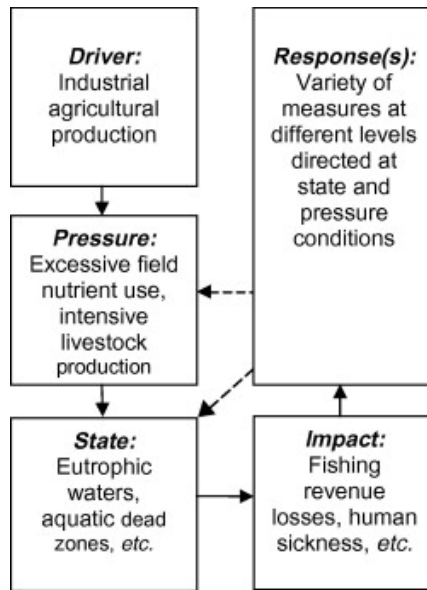 Driver:
Industrial
agricultural
production
Pressure:
Excessive field
nutrient use,
intensive
livestock
production
State:
Eutrophic
waters,
aquatic dead
zones, etc.
Response(s):
Variety of
measures at
different levels
directed at
state and
pressure
conditions
Impact:
Fishing
revenue
losses, human
sickness, etc.